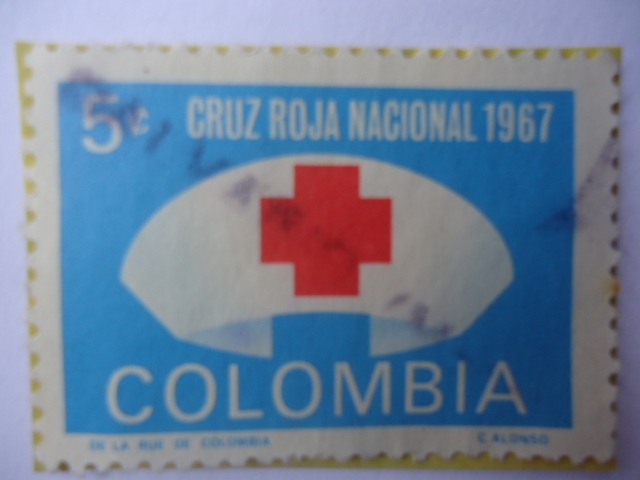 5c CRUZ ROJA NACIONAL 1967
COLOMBIA
DE LA RUE DE COLOMBIA C. ALONSO